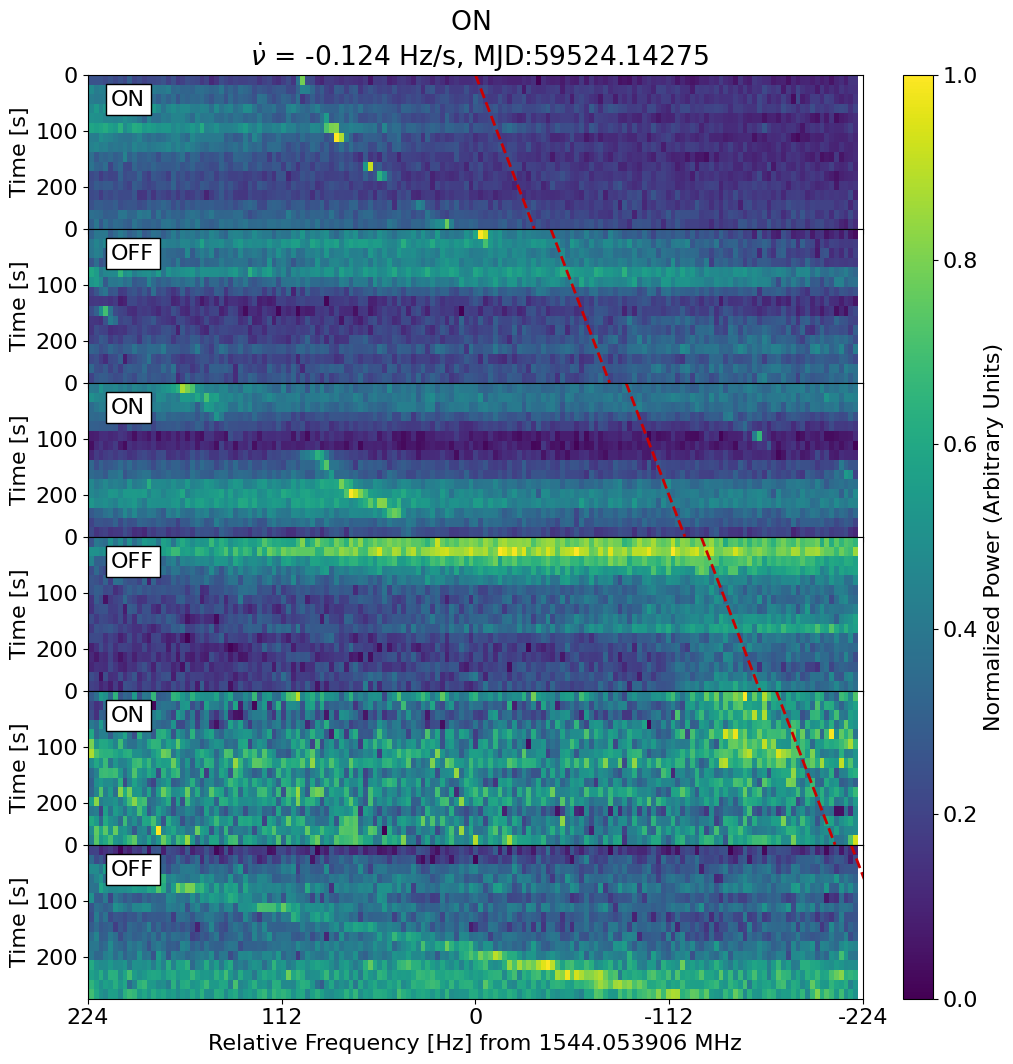 ON
ν̇ = -0.124 Hz/s, MJD:59524.14275
0
100
200
Time [s]
ON
0
100
200
Time [s]
OFF
0
100
200
Time [s]
ON
0
100
200
Time [s]
OFF
0
100
200
Time [s]
ON
0
100
200
Time [s]
OFF
224 112 0 -112 -224
Relative Frequency [Hz] from 1544.053906 MHz
1.0
0.8
0.6
0.4
0.2
0.0
Normalized Power (Arbitrary Units)